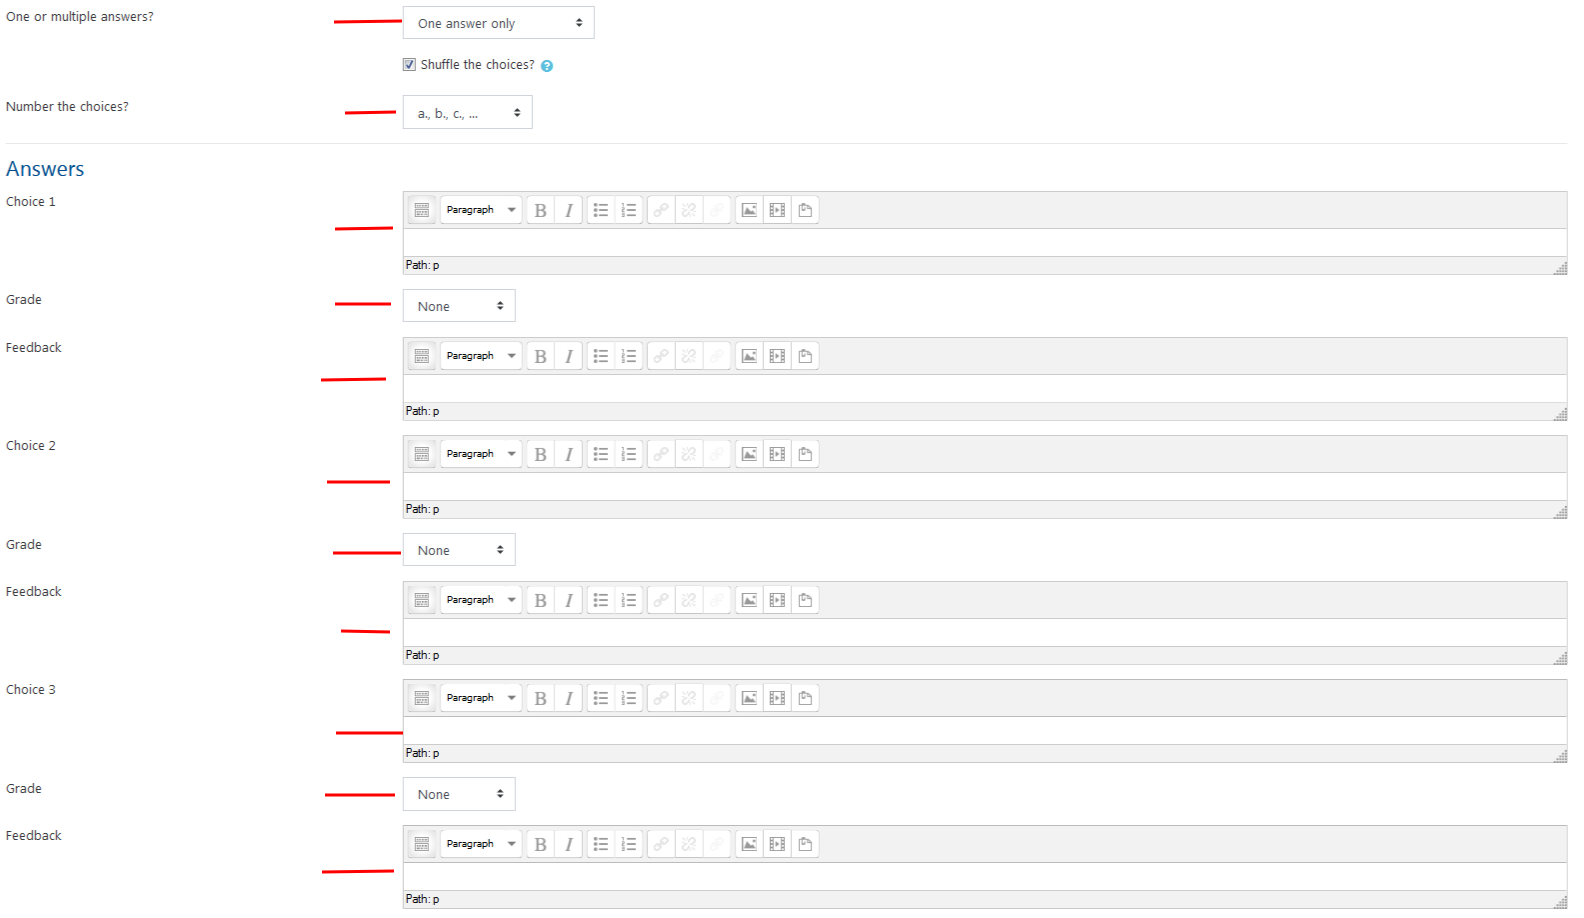 One or multiple answers?
One answer only
Shuffle the choices?
Number the choices?
a., b., c., ...
Answers
Choice 1
Paragraph
B I
Path: p
Grade
None
Feedback
Paragraph
B I
Path: p
Choice 2
Paragraph
B I
Path: p
Grade
None
Feedback
Paragraph
B I
Path: p
Choice 3
Paragraph
B I
Path: p
Grade
None
Feedback
Paragraph
B I
Path: p